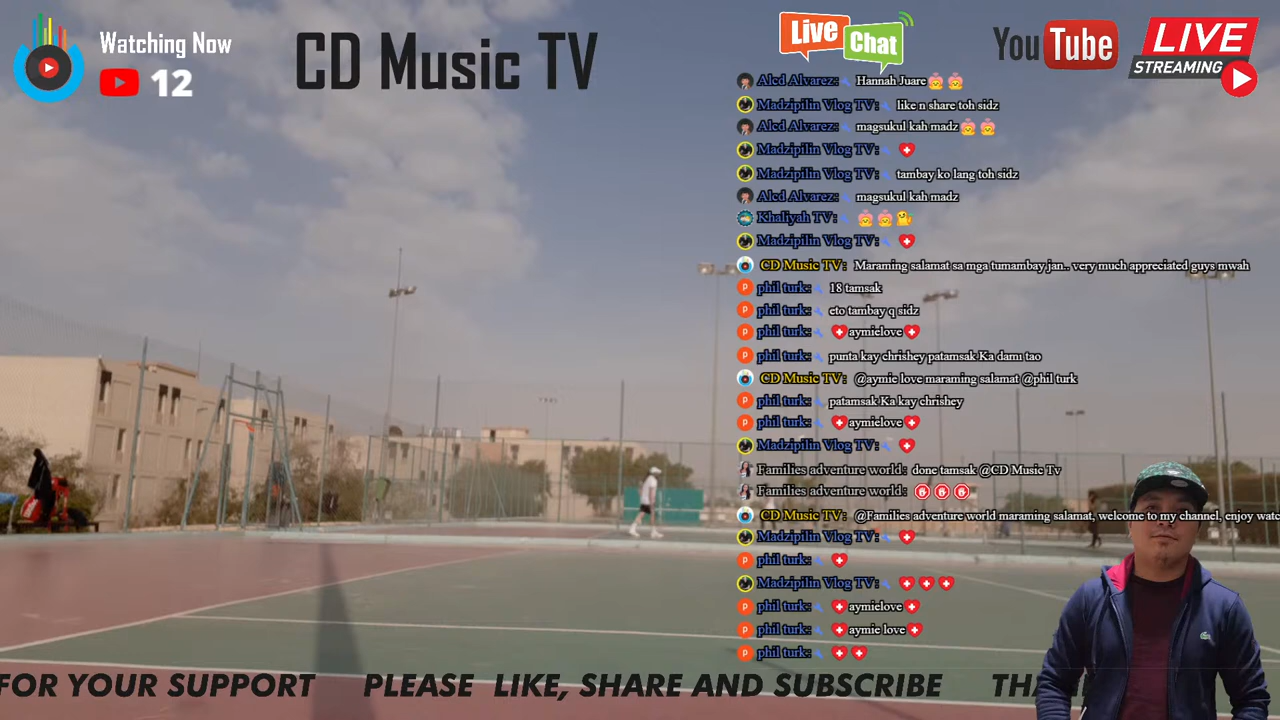 Watching Now
12
CD Music TV
Live Chat
YouTube
LIVE
STREAMING
Alcd Alvarez: Hannah Juare
Madzipilin Vlog TV: like n share toh sidz
Alcd Alvarez: magsukul kah madz
Madzipilin Vlog TV:
Madzipilin Vlog TV: tambay ko lang toh sidz
Alcd Alvarez: magsukul kah madz
Khaliyah TV:
Madzipilin Vlog TV:
CD Music TV: Maraming salamat sa mga tumambay jan.. very much appreciated guys mwah
phil turk: 18 tamsak
phil turk: eto tambay q sidz
phil turk: aymielove
phil turk: punta kay chrishey patamsak Ka dami tao
CD Music TV: @aymie love maraming salamat @phil turk
phil turk: patamsak Ka kay chrishey
phil turk: aymielove
Madzipilin Vlog TV:
Families adventure world: done tamsak @CD Music Tv
Families adventure world:
CD Music TV: @Families adventure world maraming salamat, welcome to my channel, enjoy watc
Madzipilin Vlog TV:
phil turk:
Madzipilin Vlog TV:
phil turk: aymielove
phil turk: aymie love
phil turk:
FOR YOUR SUPPORT PLEASE LIKE, SHARE AND SUBSCRIBE THA